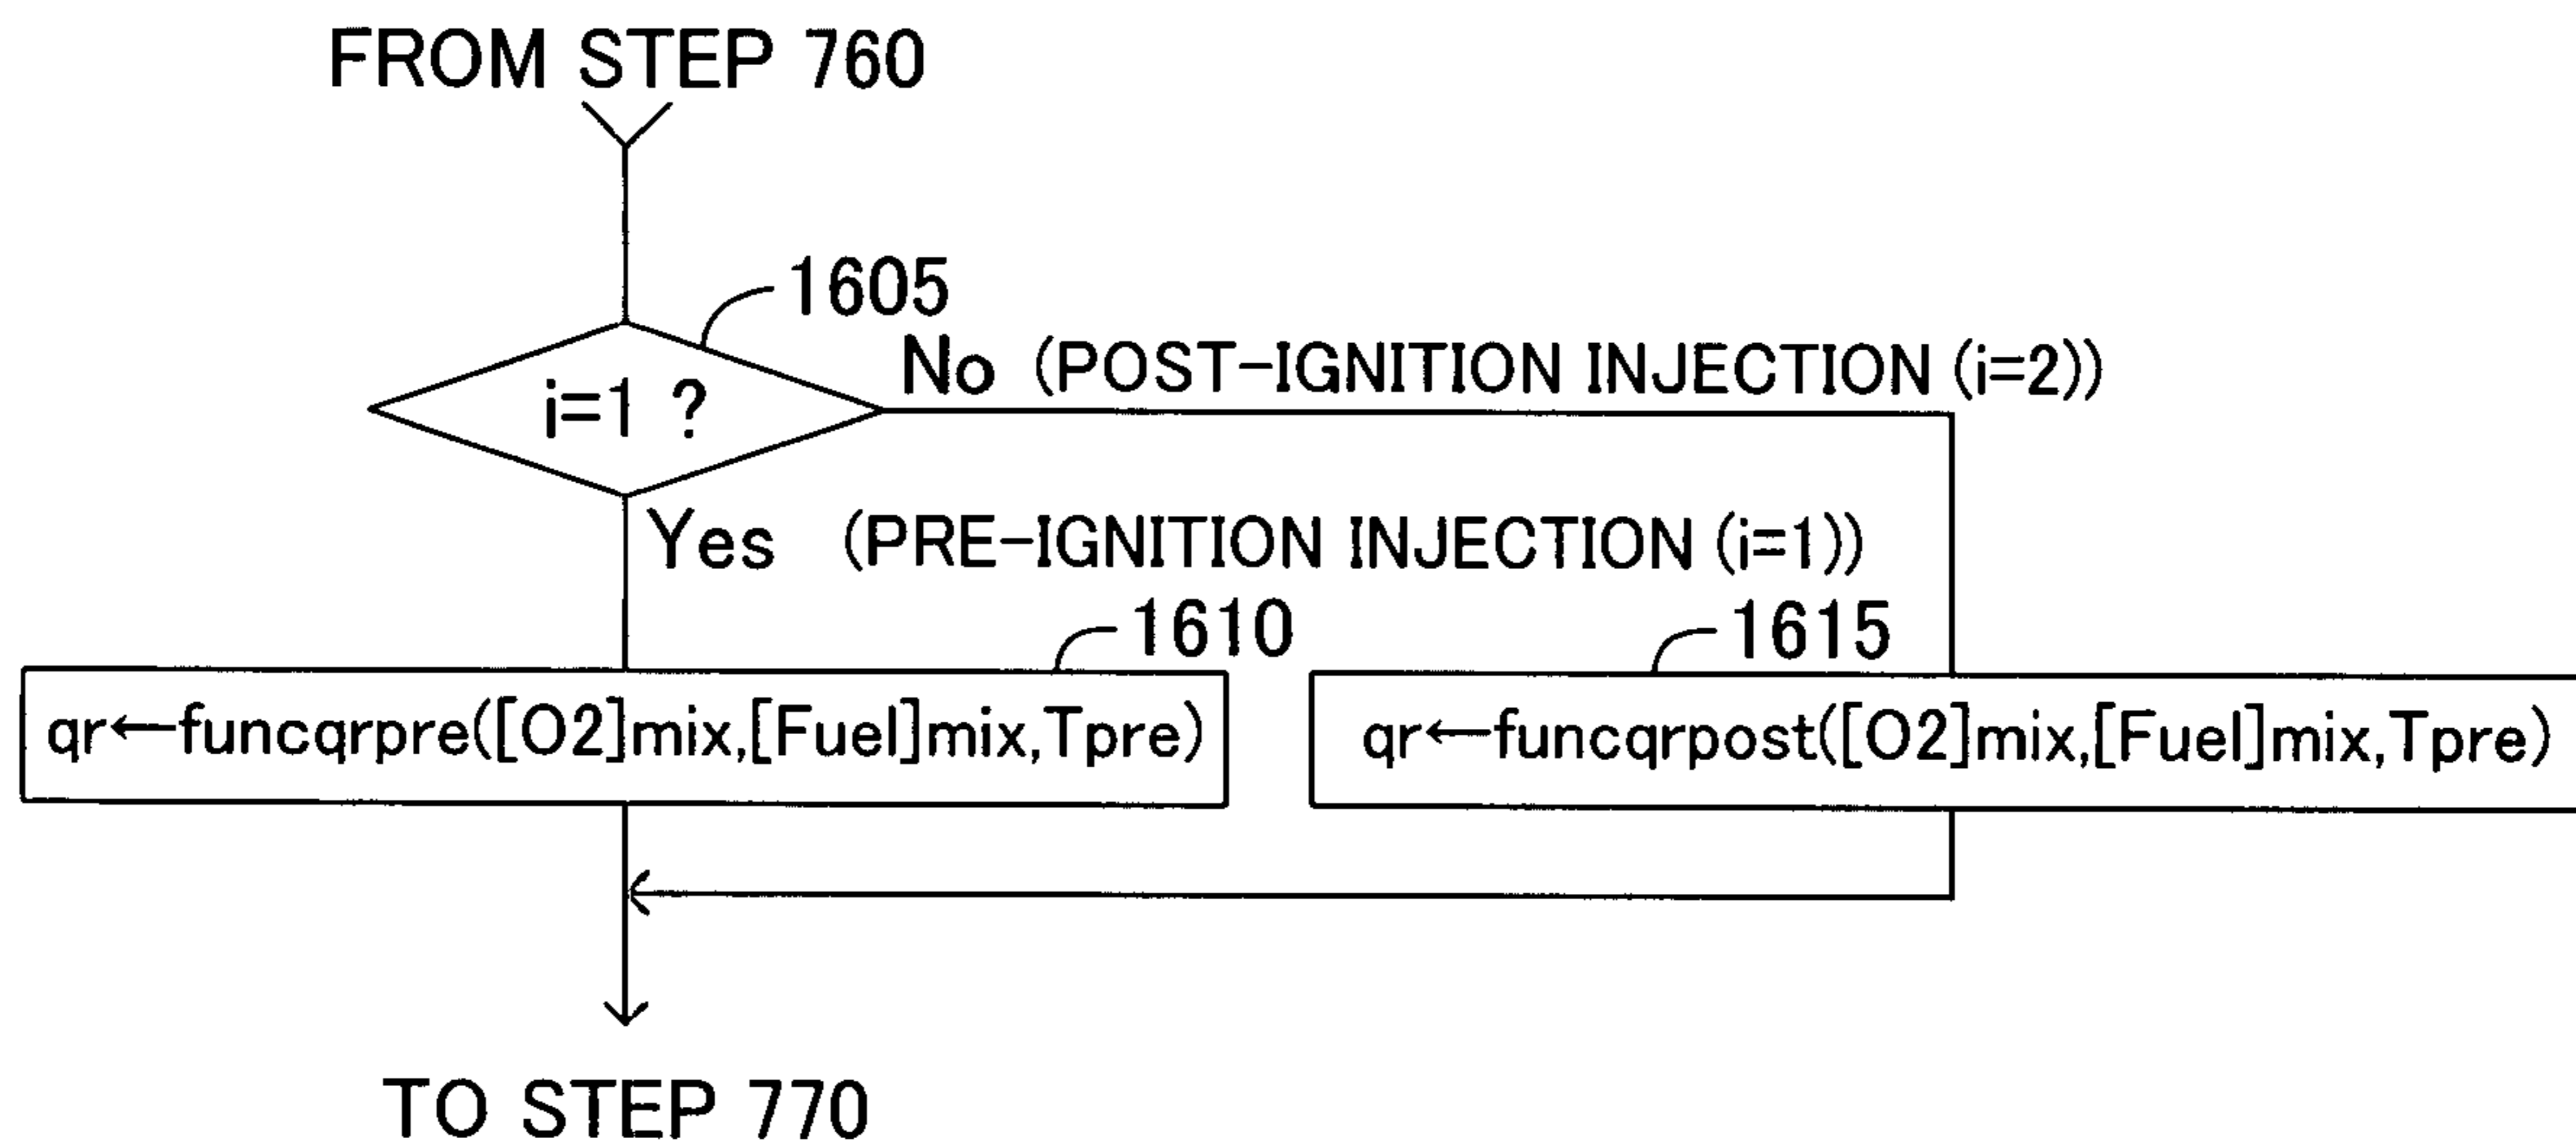 FROM STEP 760
1605
i=1 ?
No (POST-IGNITION INJECTION (i=2))
Yes (PRE-IGNITION INJECTION (i=1))
1610
1615
qr←funcqrpre([O2]mix,[Fuel]mix,Tpre)
qr←funcqrpost([O2]mix,[Fuel]mix,Tpre)
TO STEP 770